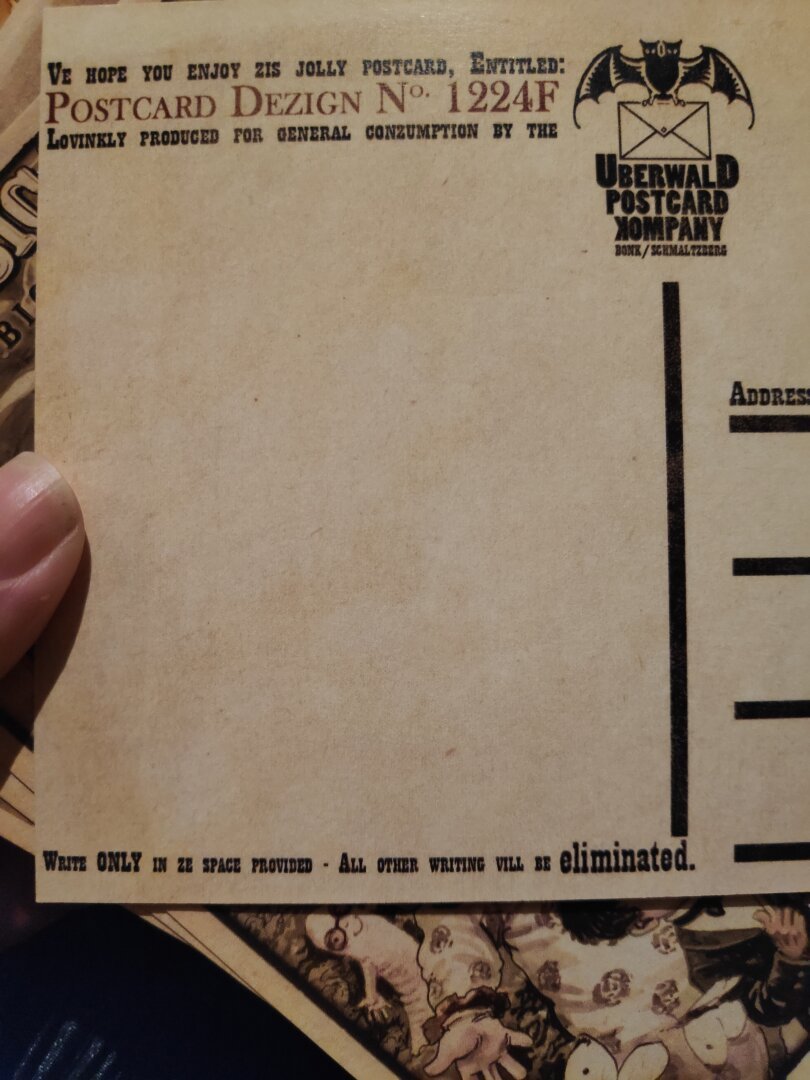 Ve hope you enjoy zis jolly postcard, Entitled:
Postcard Dezign No. 1224F
Lovinkly produced for general conzumption by the
Uberwald
Postcard
Kompany
Bonk/Schmaltzberg
Address
Write ONLY in ze space provided - All other writing vill be eliminated.